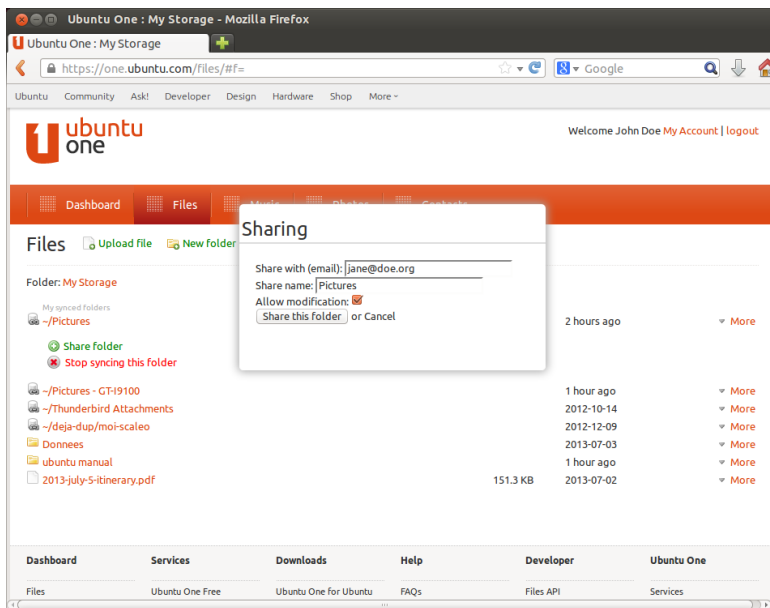 Ubuntu One : My Storage - Mozilla Firefox
Ubuntu One : My Storage
https://one.ubuntu.com/files/#f=
Google
Ubuntu Community Ask! Developer Design Hardware Shop More
ubuntu
one
Welcome John Doe My Account | logout
Dashboard Files Music Photos Contacts
Sharing
Files Upload file New folder
Share with (email): jane@doe.org
Share name: Pictures
Allow modification:
Share this folder or Cancel
Folder: My Storage
My synced folders
~/Pictures 2 hours ago More
Share folder
Stop syncing this folder
~/Pictures - GT-I9100 1 hour ago More
~/Thunderbird Attachments 2012-10-14 More
~/deja-dup/moi-scaleo 2012-12-09 More
Donnees 2013-07-03 More
ubuntu manual 1 hour ago More
2013-july-5-itinerary.pdf 151.3 KB 2013-07-02 More
Dashboard Services Downloads Help Developer Ubuntu One
Files Ubuntu One Free Ubuntu One for Ubuntu FAQs Files API Services